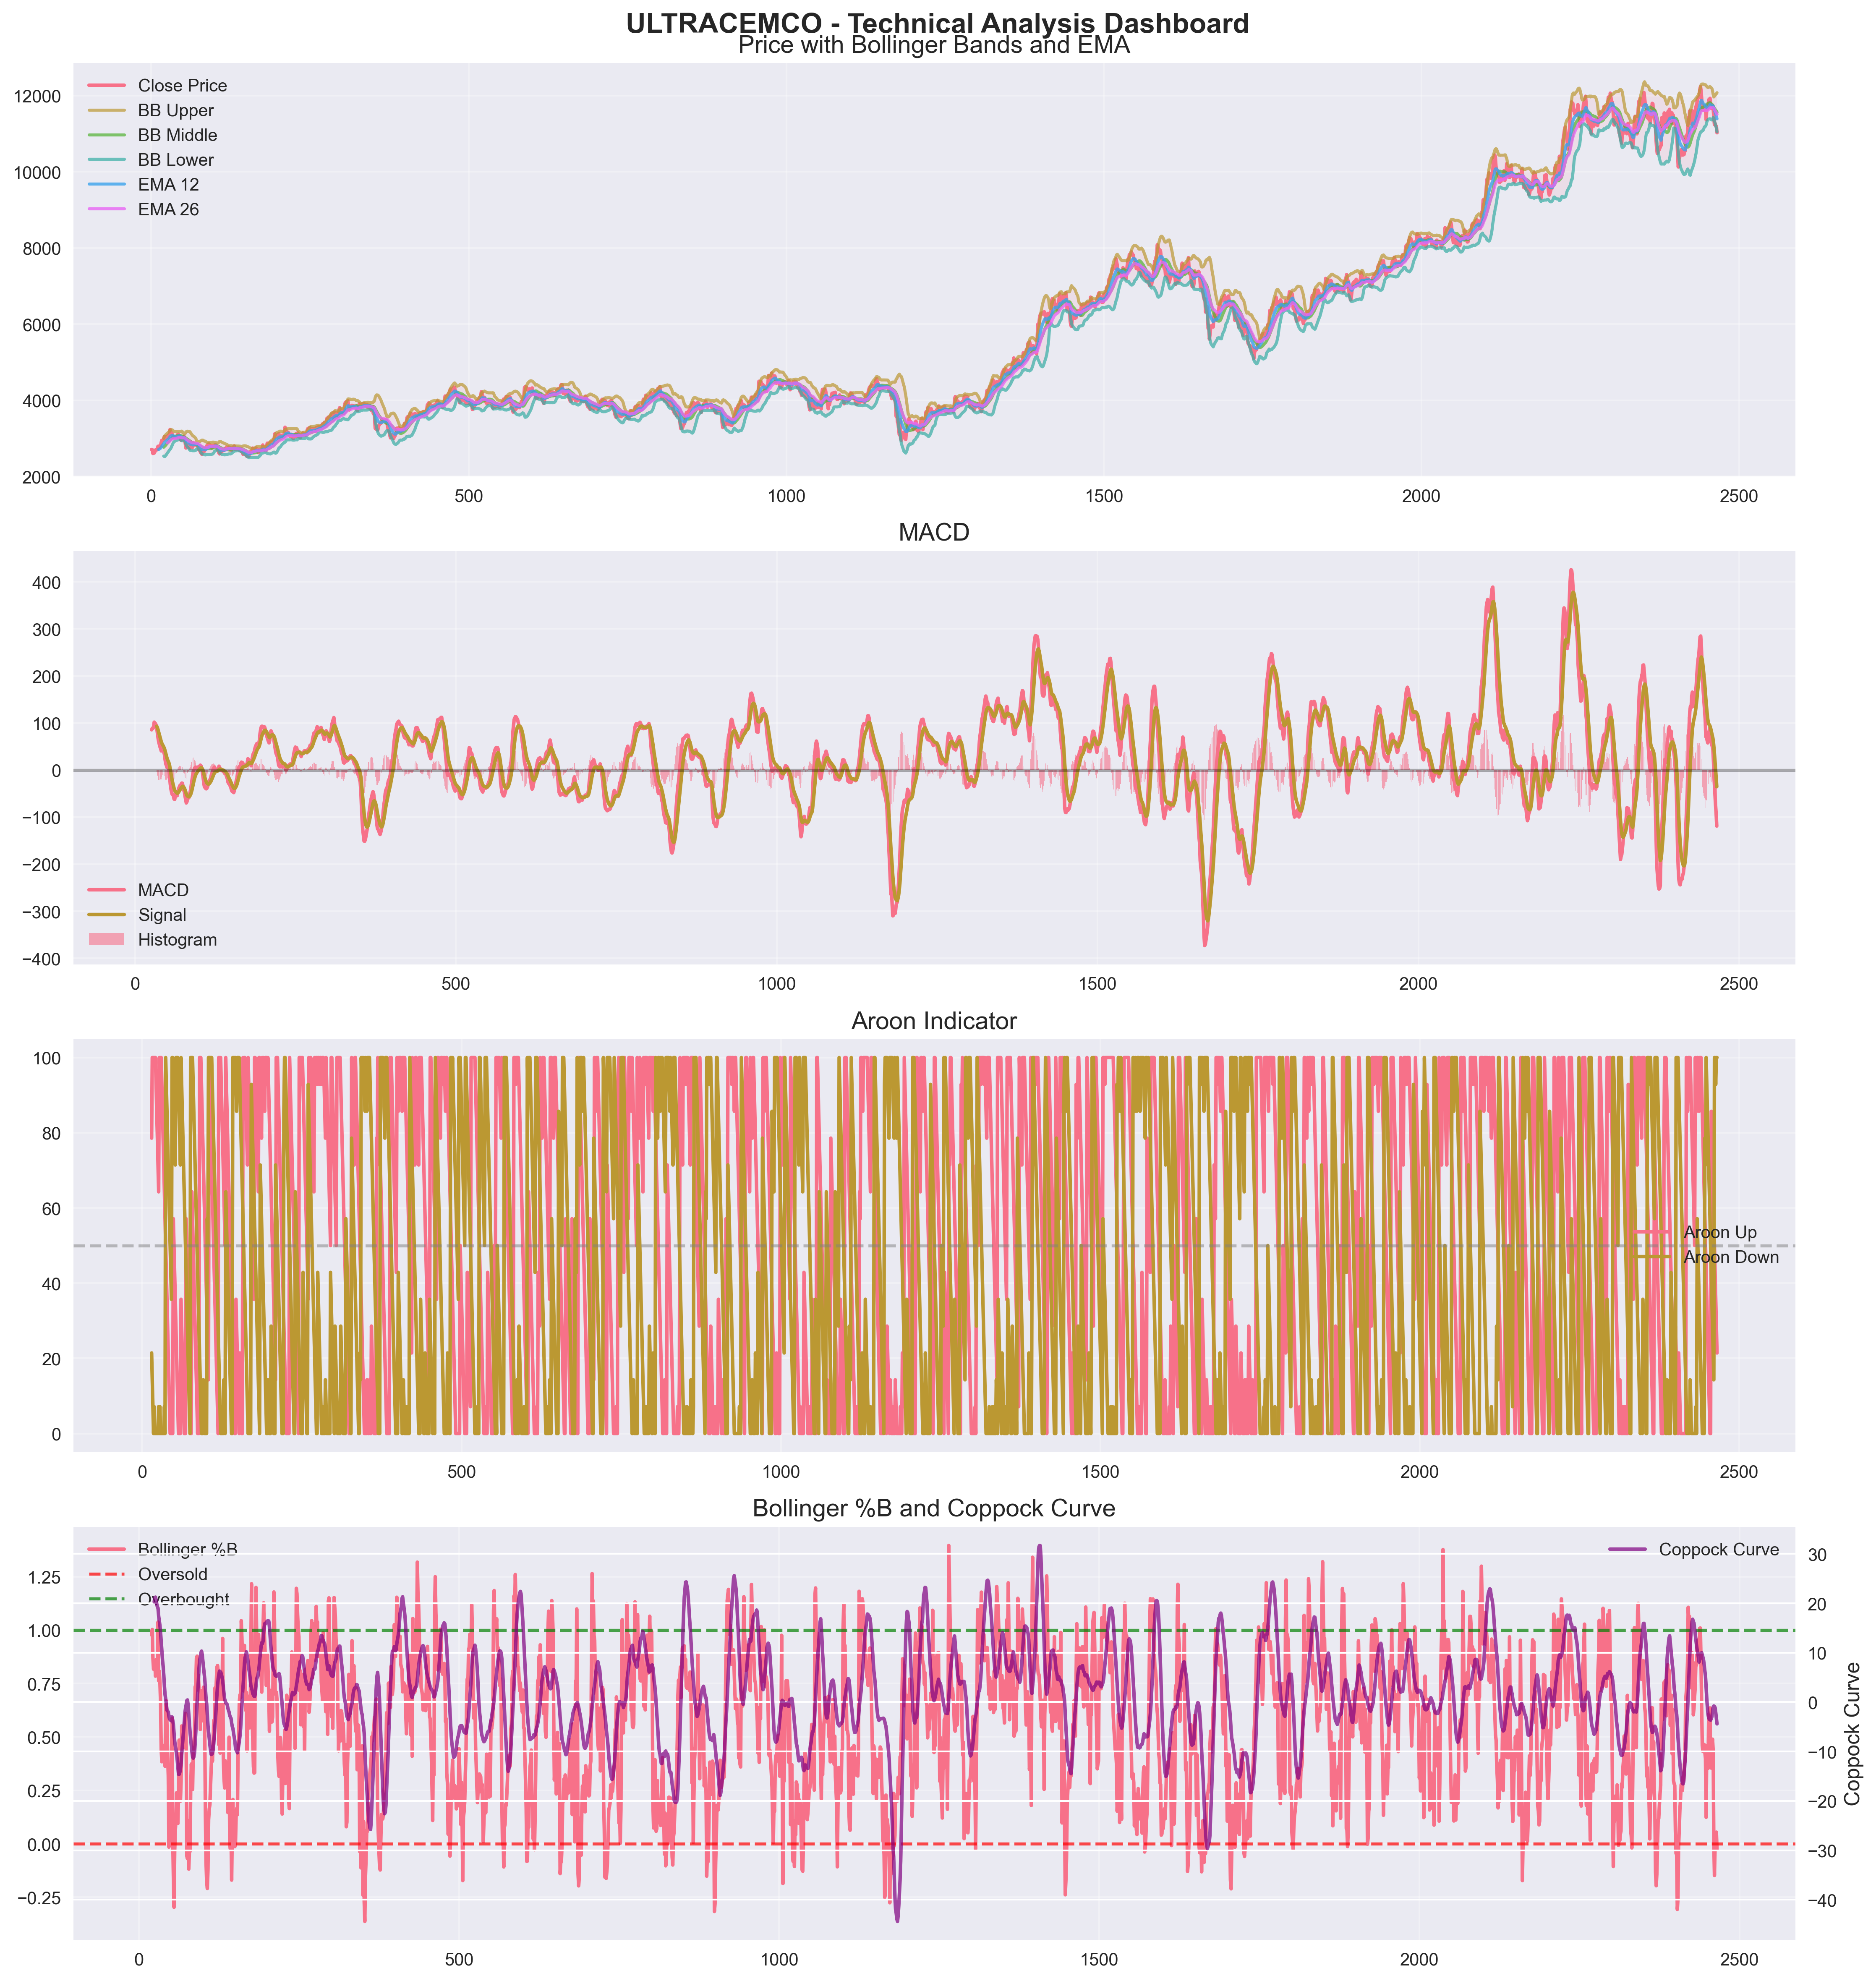 ULTRACEMCO - Technical Analysis Dashboard
Price with Bollinger Bands and EMA
Close Price
BB Upper
BB Middle
BB Lower
EMA 12
EMA 26
12000
10000
8000
6000
4000
2000
0 500 1000 1500 2000 2500
MACD
400
300
200
100
0
−100
−200
−300
−400
MACD
Signal
Histogram
0 500 1000 1500 2000 2500
Aroon Indicator
100
80
60
40
20
0
Aroon Up
Aroon Down
0 500 1000 1500 2000 2500
Bollinger %B and Coppock Curve
Bollinger %B
Oversold
Overbought
Coppock Curve
1.25
1.00
0.75
0.50
0.25
0.00
−0.25
30
20
10
0
−10
−20
−30
−40
Coppock Curve
0 500 1000 1500 2000 2500